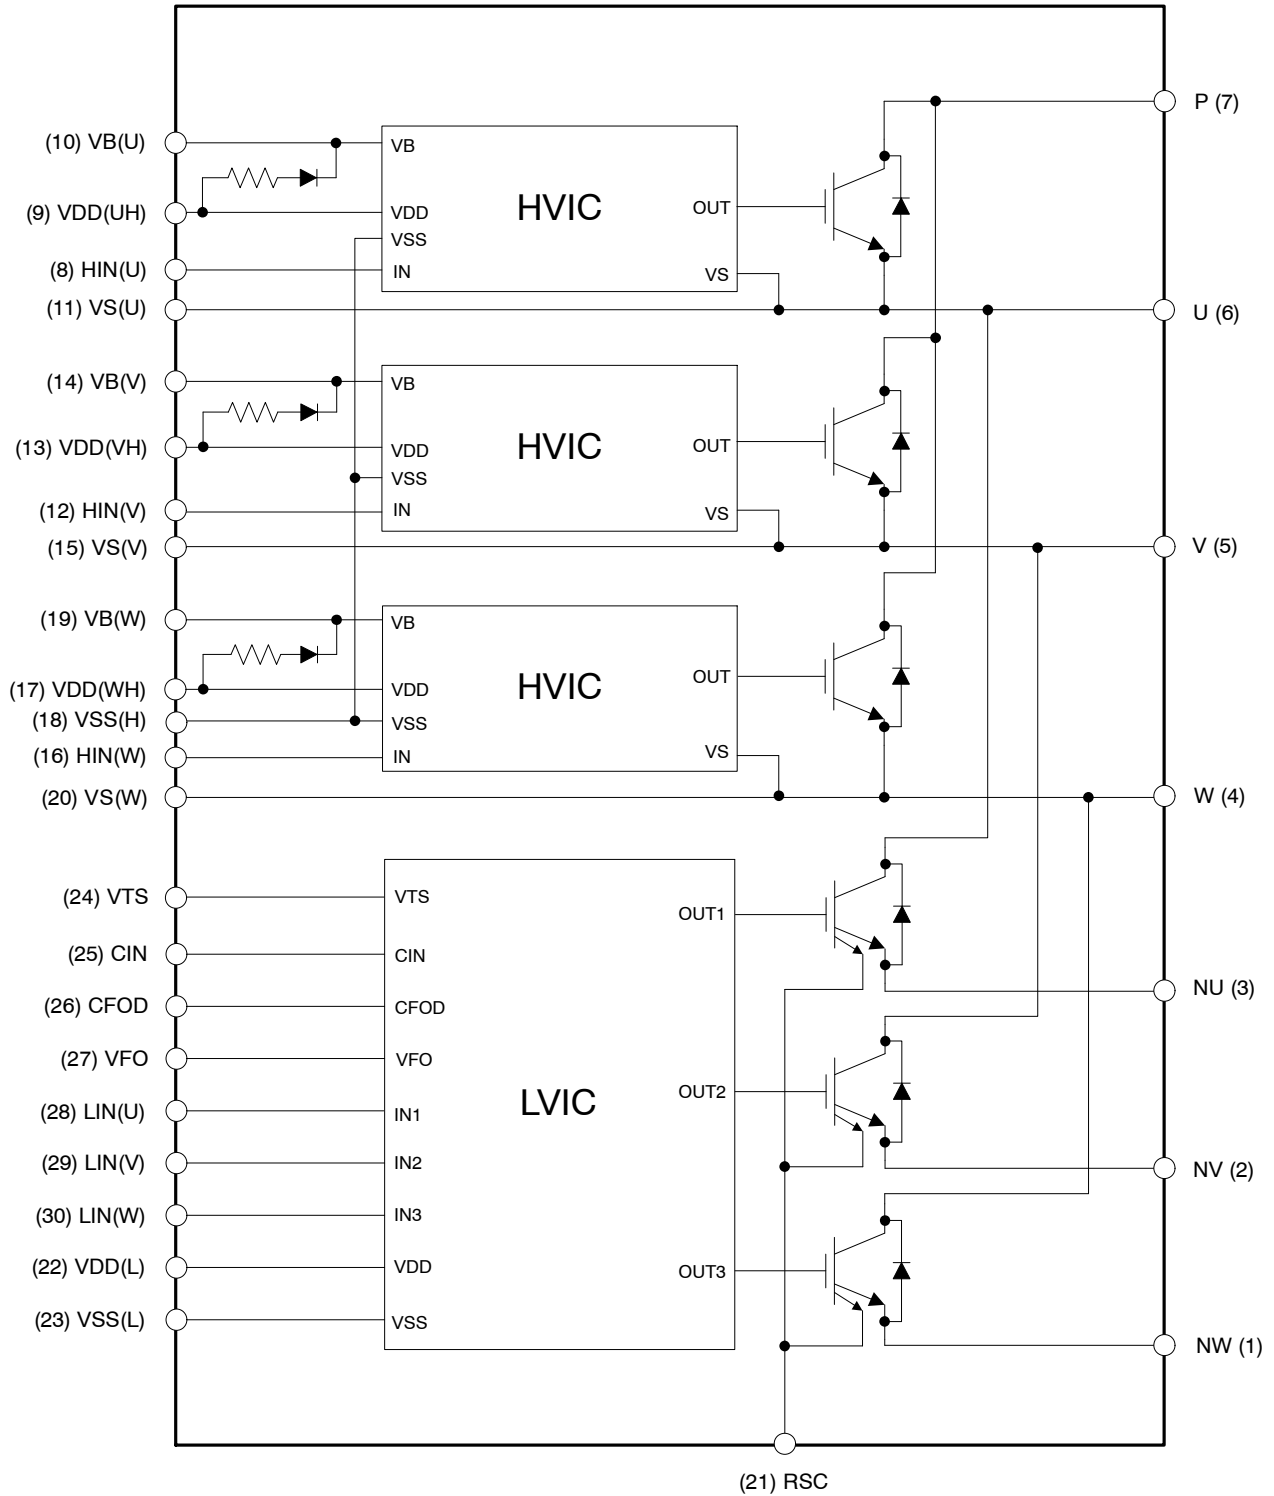 P (7)
(10) VB(U)
VB
HVIC
(9) VDD(UH)
VDD
OUT
VSS
(8) HIN(U)
IN
VS
(11) VS(U)
U (6)
(14) VB(V)
VB
HVIC
(13) VDD(VH)
VDD
OUT
VSS
(12) HIN(V)
IN
VS
(15) VS(V)
V (5)
(19) VB(W)
VB
HVIC
(17) VDD(WH)
VDD
OUT
(18) VSS(H)
VSS
(16) HIN(W)
IN
VS
(20) VS(W)
W (4)
(24) VTS
VTS
OUT1
(25) CIN
CIN
NU (3)
(26) CFOD
CFOD
(27) VFO
VFO
LVIC
OUT2
(28) LIN(U)
IN1
(29) LIN(V)
IN2
NV (2)
(30) LIN(W)
IN3
(22) VDD(L)
VDD
OUT3
(23) VSS(L)
VSS
NW (1)
(21) RSC